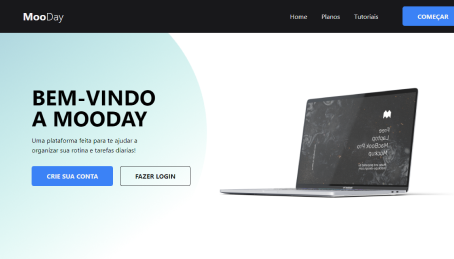 MooDay
Home
Planos
Tutoriais
COMEÇAR
BEM-VINDO
A MOODAY
Uma plataforma feita para te ajudar a
organizar sua rotina e tarefas diarias!
CRIE SUA CONTA
FAZER LOGIN
Free
Laptop
MacBook Pro
Mockup